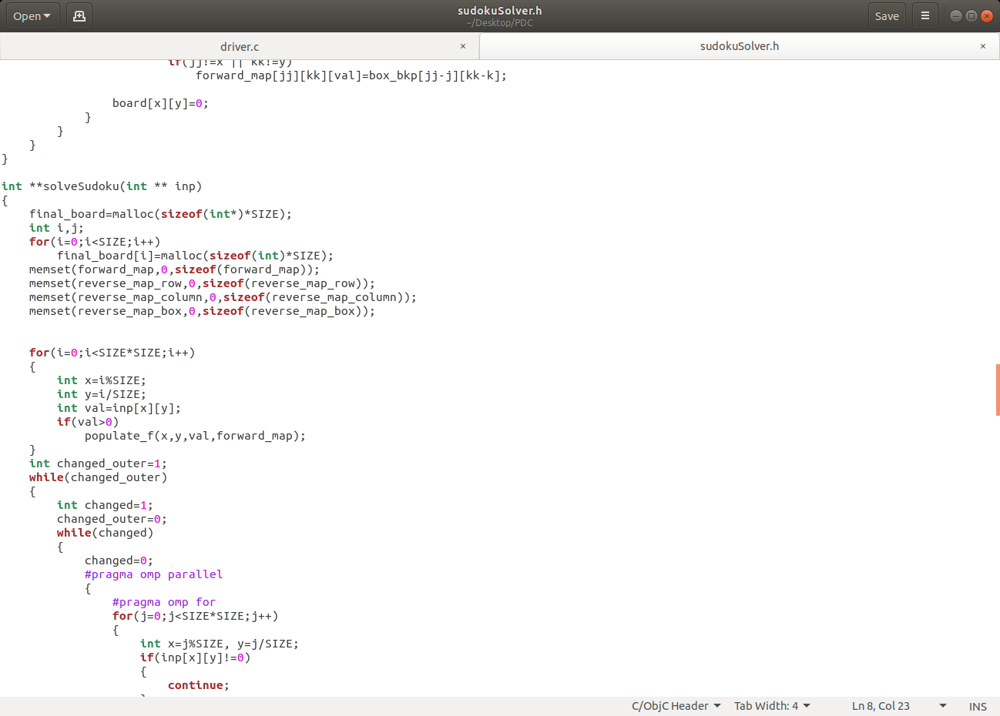 Open
sudokuSolver.h
~/Desktop/PDC
Save
driver.c ×
sudokuSolver.h ×
if(jj!=x || kk!=y)
forward_map[jj][kk][val]=box_bkp[jj-j][kk-k];
board[x][y]=0;
}
}
}
}
int **solveSudoku(int ** inp)
{
final_board=malloc(sizeof(int*)*SIZE);
int i,j;
for(i=0;i<SIZE;i++)
final_board[i]=malloc(sizeof(int)*SIZE);
memset(forward_map,0,sizeof(forward_map));
memset(reverse_map_row,0,sizeof(reverse_map_row));
memset(reverse_map_column,0,sizeof(reverse_map_column));
memset(reverse_map_box,0,sizeof(reverse_map_box));
for(i=0;i<SIZE*SIZE;i++)
{
int x=i%SIZE;
int y=i/SIZE;
int val=inp[x][y];
if(val>0)
populate_f(x,y,val,forward_map);
}
int changed_outer=1;
while(changed_outer)
{
int changed=1;
changed_outer=0;
while(changed)
{
changed=0;
#pragma omp parallel
{
#pragma omp for
for(j=0;j<SIZE*SIZE;j++)
{
int x=j%SIZE, y=j/SIZE;
if(inp[x][y]!=0)
{
continue;
}
C/ObjC Header Tab Width: 4 Ln 8, Col 23 INS